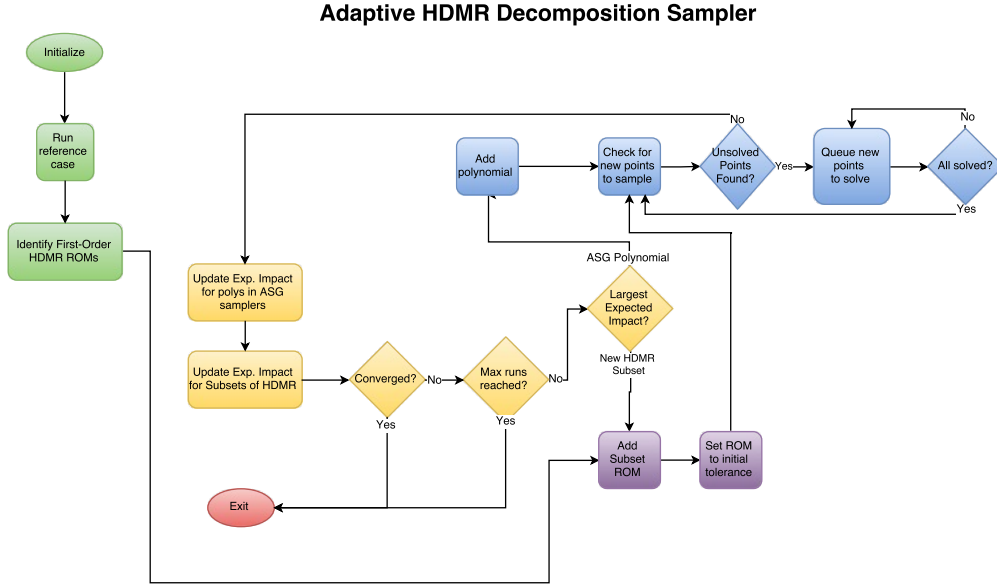 Adaptive HDMR Decomposition Sampler
Initialize
Run
reference
case
Identify First-Order
HDMR ROMs
Add
polynomial
Check for
new points
to sample
No
Unsolved
Points
Found?
Yes
Queue new
points
to solve
No
All solved?
Yes
Update Exp. Impact
for polys in ASG
samplers
Update Exp. Impact
for Subsets of HDMR
Converged?
No
Yes
Max runs
reached?
No
Yes
ASG Polynomial
Largest
Expected
Impact?
New HDMR
Subset
Add
Subset
ROM
Set ROM
to initial
tolerance
Exit